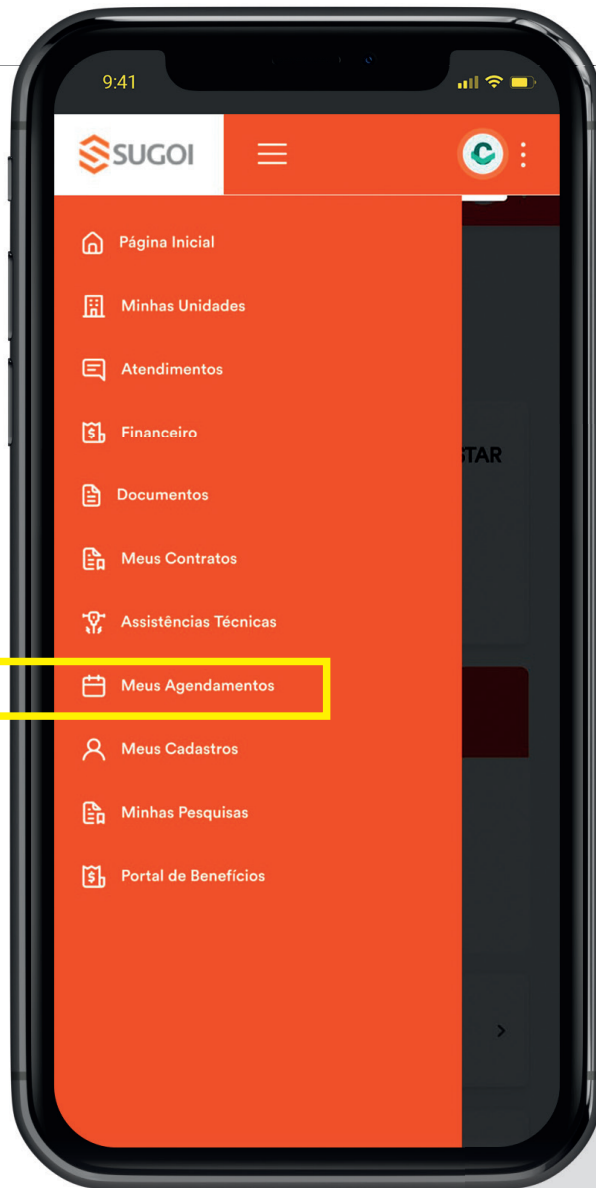 9:41
SUGOI
Página Inicial
Minhas Unidades
Atendimentos
Financeiro
STAR
Documentos
Meus Contratos
Assistências Técnicas
Meus Agendamentos
Meus Cadastros
Minhas Pesquisas
Portal de Benefícios